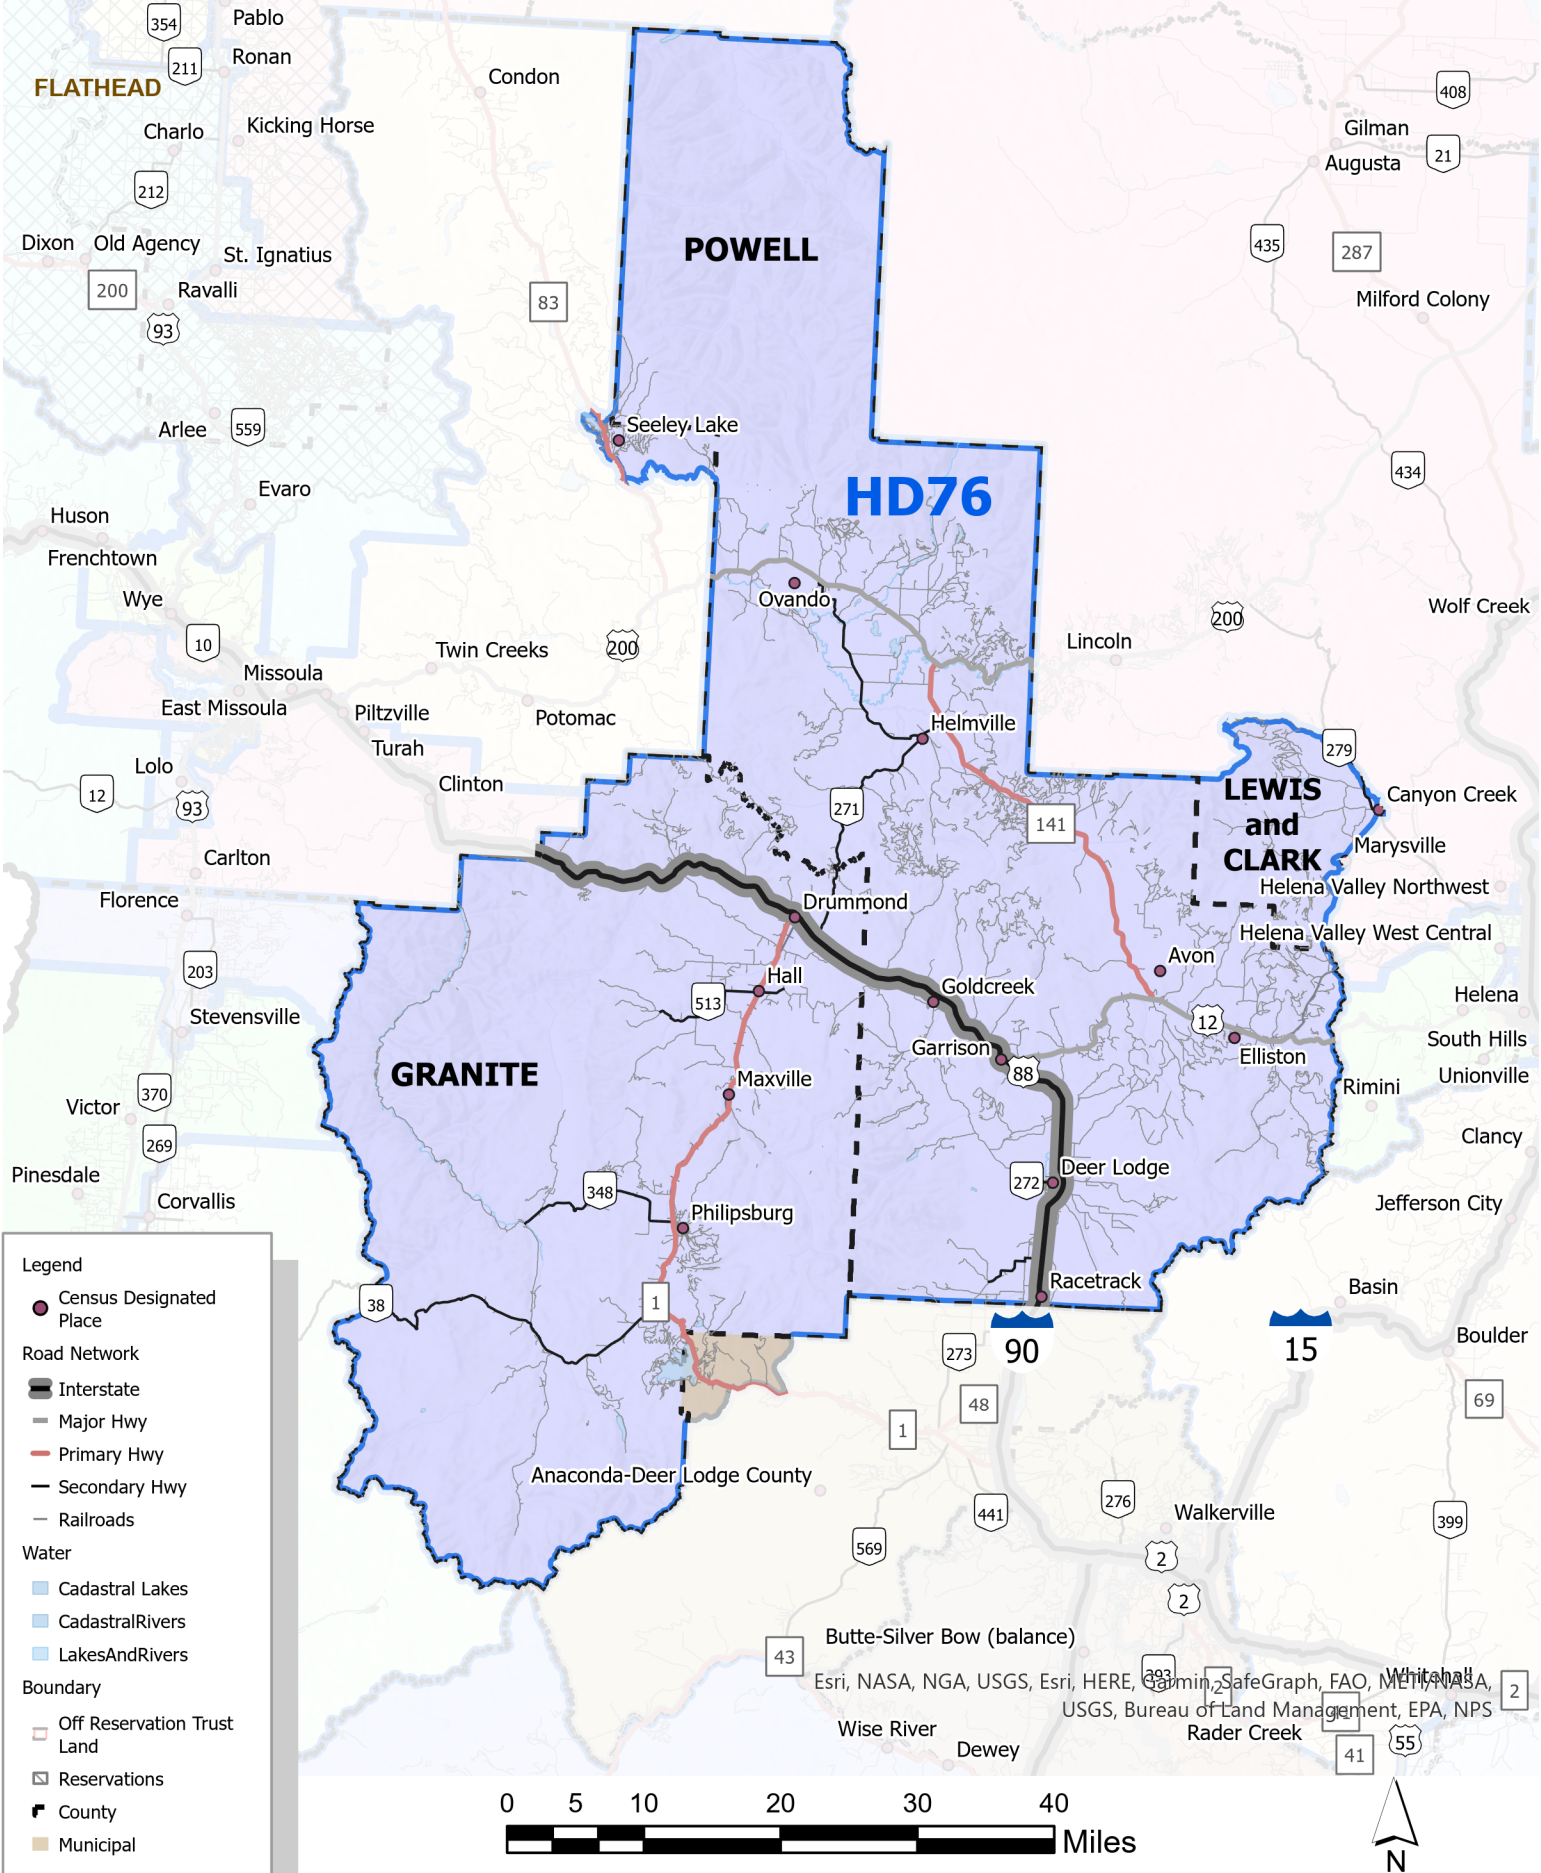 354
Pablo
211
Ronan
FLATHEAD
Condon
408
Charlo
Kicking Horse
Gilman
21
Augusta
212
Dixon
Old Agency
St. Ignatius
POWELL
435
287
200
Ravalli
83
Milford Colony
93
Arlee
559
Seeley Lake
434
Evaro
HD76
Huson
Frenchtown
Ovando
Wye
Wolf Creek
10
Twin Creeks
200
Lincoln
200
Missoula
East Missoula
Piltzville
Potomac
Helmville
Turah
279
Lolo
Clinton
12
93
271
LEWIS
and
CLARK
Canyon Creek
141
Marysville
Carlton
Helena Valley Northwest
Florence
Drummond
Helena Valley West Central
203
Avon
Hall
Goldcreek
513
Helena
Stevensville
12
South Hills
Garrison
Elliston
GRANITE
88
Maxville
Unionville
370
Rimini
Victor
269
Clancy
Pinesdale
272
Deer Lodge
348
Corvallis
Philipsburg
Jefferson City
Racetrack
Basin
38
1
273
90
15
Boulder
48
69
1
Anaconda-Deer Lodge County
276
441
Walkerville
399
569
2
2
Butte-Silver Bow (balance)
43
393
Whitehall
Esri, NASA, NGA, USGS, Esri, HERE, Garmin, SafeGraph, FAO, METI/NASA,
USGS, Bureau of Land Management, EPA, NPS
2
2
41
Wise River
Rader Creek
55
Dewey
41
Legend
Census Designated
Place
Road Network
Interstate
Major Hwy
Primary Hwy
Secondary Hwy
Railroads
Water
Cadastral Lakes
CadastralRivers
LakesAndRivers
Boundary
Off Reservation Trust
Land
Reservations
County
Municipal
0 5 10 20 30 40
Miles
N